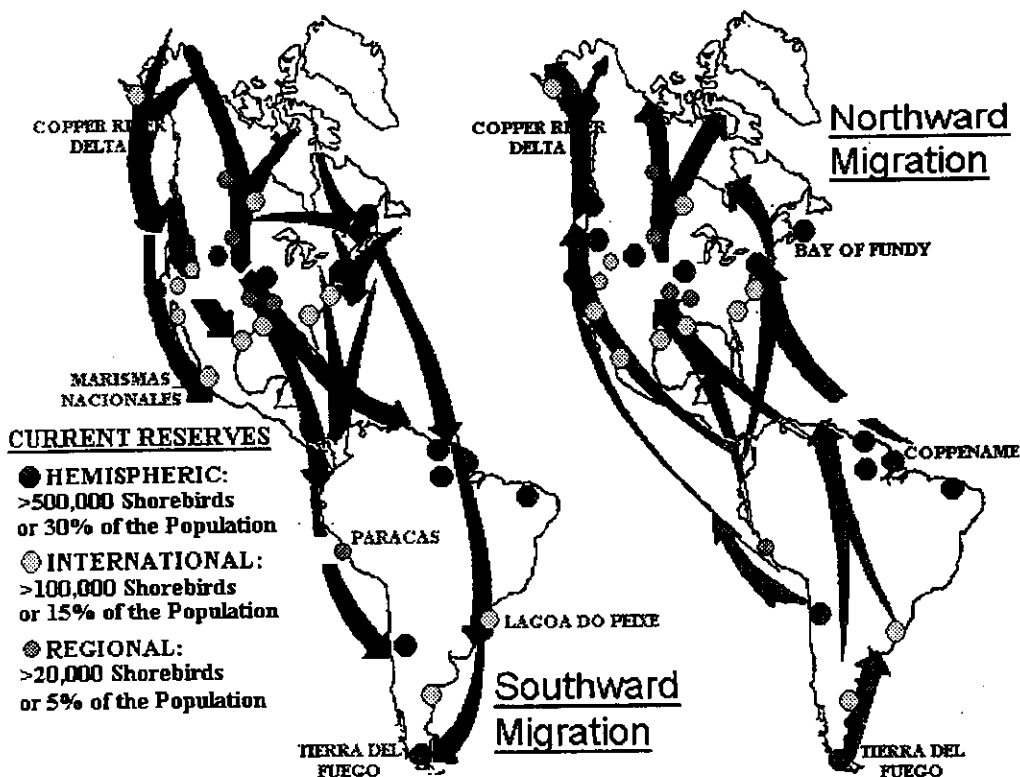 COPPER RIVER
DELTA
MARISMAS
NACIONALES
CURRENT RESERVES
HEMISPHERIC:
>500,000 Shorebirds
or 30% of the Population
INTERNATIONAL:
>100,000 Shorebirds
or 15% of the Population
REGIONAL:
>20,000 Shorebirds
or 5% of the Population
PARACAS
LAGOA DO PEIXE
Southward
Migration
TIERRA DEL
FUEGO
COPPER RIVER
DELTA
Northward
Migration
BAY OF FUNDY
COPPENAME
TIERRA DEL
FUEGO